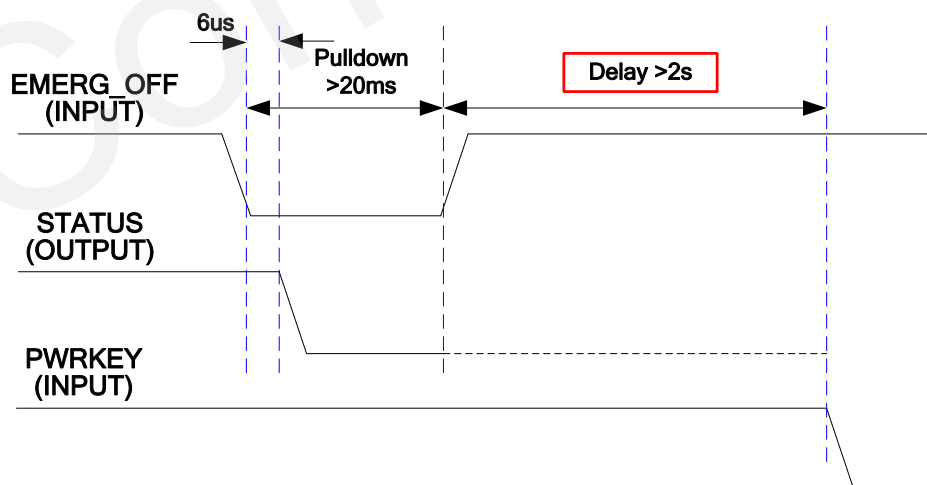 6us
Pulldown
>20ms
Delay >2s
EMERG_OFF
(INPUT)
STATUS
(OUTPUT)
PWRKEY
(INPUT)